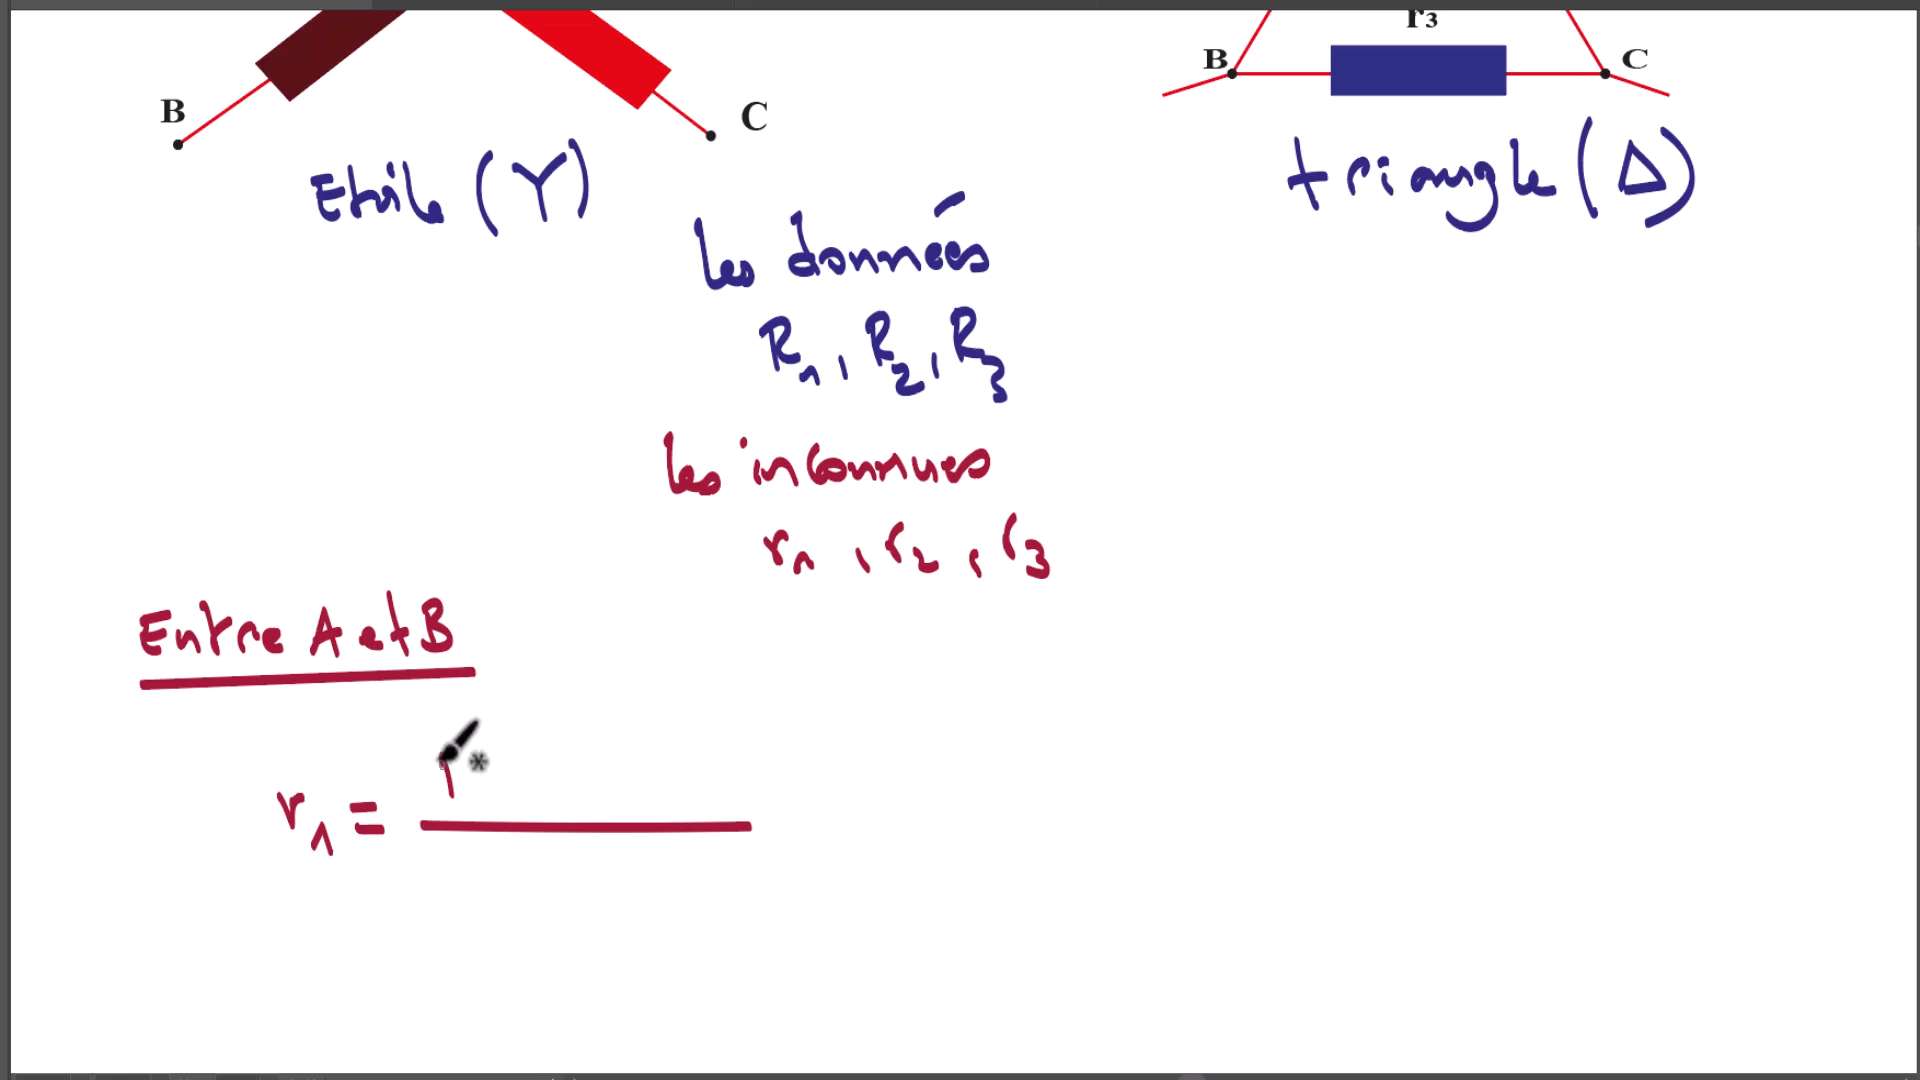 r₃
B
C
B
C
Etoile (Y)
triangle (Δ)
les données
R₁, R₂, R₃
les inconnues
r₁, r₂, r₃
Entre A et B
r₁ =